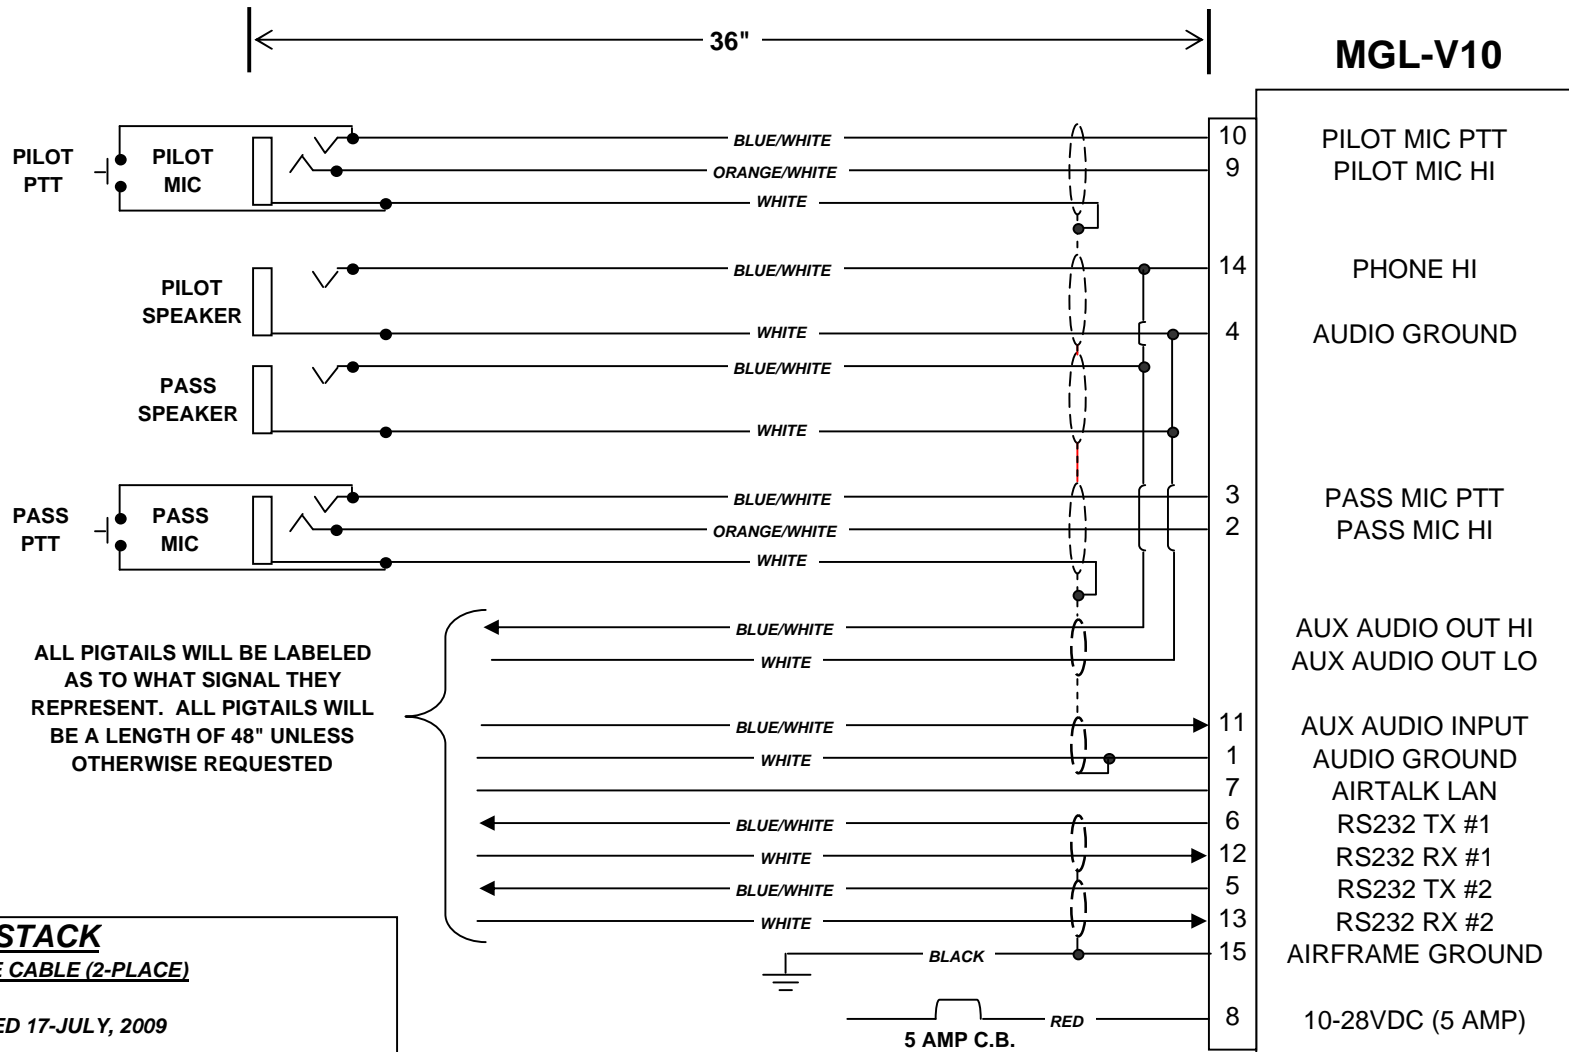 36"
MGL-V10
PILOT PTT
PILOT MIC
BLUE/WHITE
10
PILOT MIC PTT
ORANGE/WHITE
9
PILOT MIC HI
WHITE
PILOT SPEAKER
BLUE/WHITE
14
PHONE HI
WHITE
4
AUDIO GROUND
PASS SPEAKER
BLUE/WHITE
WHITE
PASS PTT
PASS MIC
BLUE/WHITE
3
PASS MIC PTT
ORANGE/WHITE
2
PASS MIC HI
WHITE
ALL PIGTAILS WILL BE LABELED
AS TO WHAT SIGNAL THEY
REPRESENT. ALL PIGTAILS WILL
BE A LENGTH OF 48" UNLESS
OTHERWISE REQUESTED
BLUE/WHITE
AUX AUDIO OUT HI
WHITE
AUX AUDIO OUT LO
BLUE/WHITE
11
AUX AUDIO INPUT
WHITE
1
AUDIO GROUND
7
AIRTALK LAN
BLUE/WHITE
6
RS232 TX #1
WHITE
12
RS232 RX #1
BLUE/WHITE
5
RS232 TX #2
WHITE
13
RS232 RX #2
BLACK
15
AIRFRAME GROUND
RED
8
10-28VDC (5 AMP)
5 AMP C.B.
STACK
CABLE (2-PLACE)
17-JULY, 2009